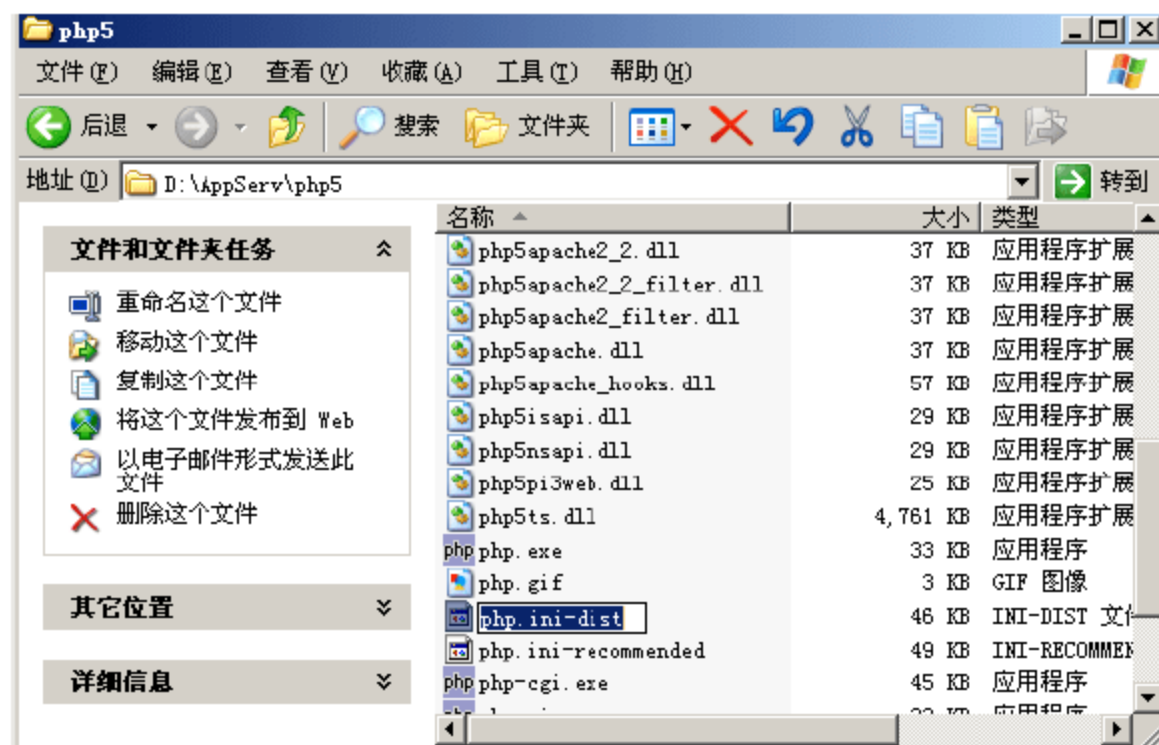 php5
文件(F) 编辑(E) 查看(V) 收藏(A) 工具(T) 帮助(H)
后退 搜索 文件夹
地址(D) D:\AppServ\php5 转到
文件和文件夹任务
重命名这个文件
移动这个文件
复制这个文件
将这个文件发布到 Web
以电子邮件形式发送此
文件
删除这个文件
其它位置
详细信息
名称 大小 类型
php5apache2_2.dll 37 KB 应用程序扩展
php5apache2_2_filter.dll 37 KB 应用程序扩展
php5apache2_filter.dll 37 KB 应用程序扩展
php5apache.dll 37 KB 应用程序扩展
php5apache_hooks.dll 57 KB 应用程序扩展
php5isapi.dll 29 KB 应用程序扩展
php5nsapi.dll 29 KB 应用程序扩展
php5pi3web.dll 25 KB 应用程序扩展
php5ts.dll 4,761 KB 应用程序扩展
php php.exe 33 KB 应用程序
php.gif 3 KB GIF 图像
php.ini-dist 46 KB INI-DIST 文
php.ini-recommended 49 KB INI-RECOMMEN
php php-cgi.exe 45 KB 应用程序